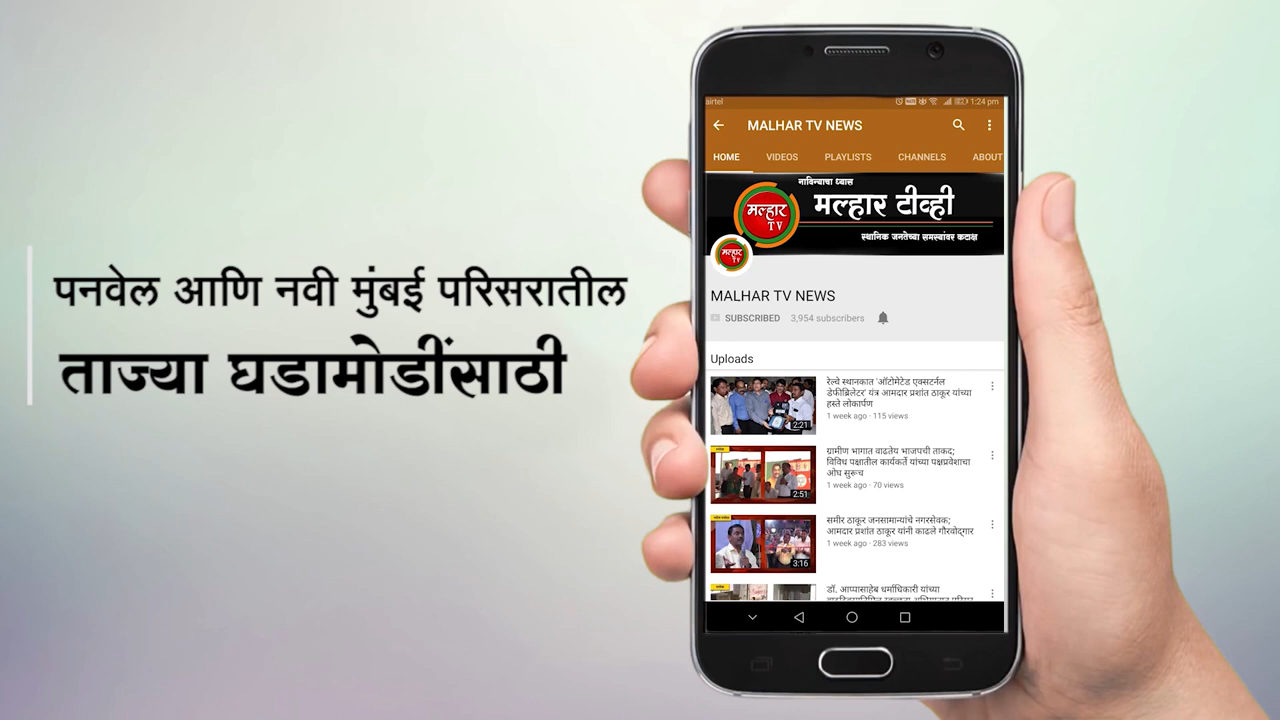 पनवेल आणि नवी मुंबई परिसरातील
ताज्या घडामोडींसाठी
airtel
1:24 pm
MALHAR TV NEWS
HOME VIDEOS PLAYLISTS CHANNELS ABOUT
नाविन्याचा ध्यास
मल्हार टीव्ही
मल्हार
TV
स्थानिक जनतेच्या समस्यांवर कटाक्ष
मल्हार
TV
MALHAR TV NEWS
SUBSCRIBED 3,954 subscribers
Uploads
रेल्वे स्थानकात 'ऑटोमेटेड एक्सटर्नल
डेफीब्रिलेटर' यंत्र आमदार प्रशांत ठाकूर यांच्या
हस्ते लोकार्पण
1 week ago · 115 views
2:21
ग्रामीण भागात वाढतेय भाजपची ताकद;
विविध पक्षातील कार्यकर्ते यांच्या पक्षप्रवेशाचा
ओघ सुरूच
1 week ago · 70 views
2:51
समीर ठाकूर जनसामान्यांचे नगरसेवक;
आमदार प्रशांत ठाकूर यांनी काढले गौरवोद्गार
1 week ago · 283 views
3:16
डॉ. आप्पासाहेब धर्माधिकारी यांच्या